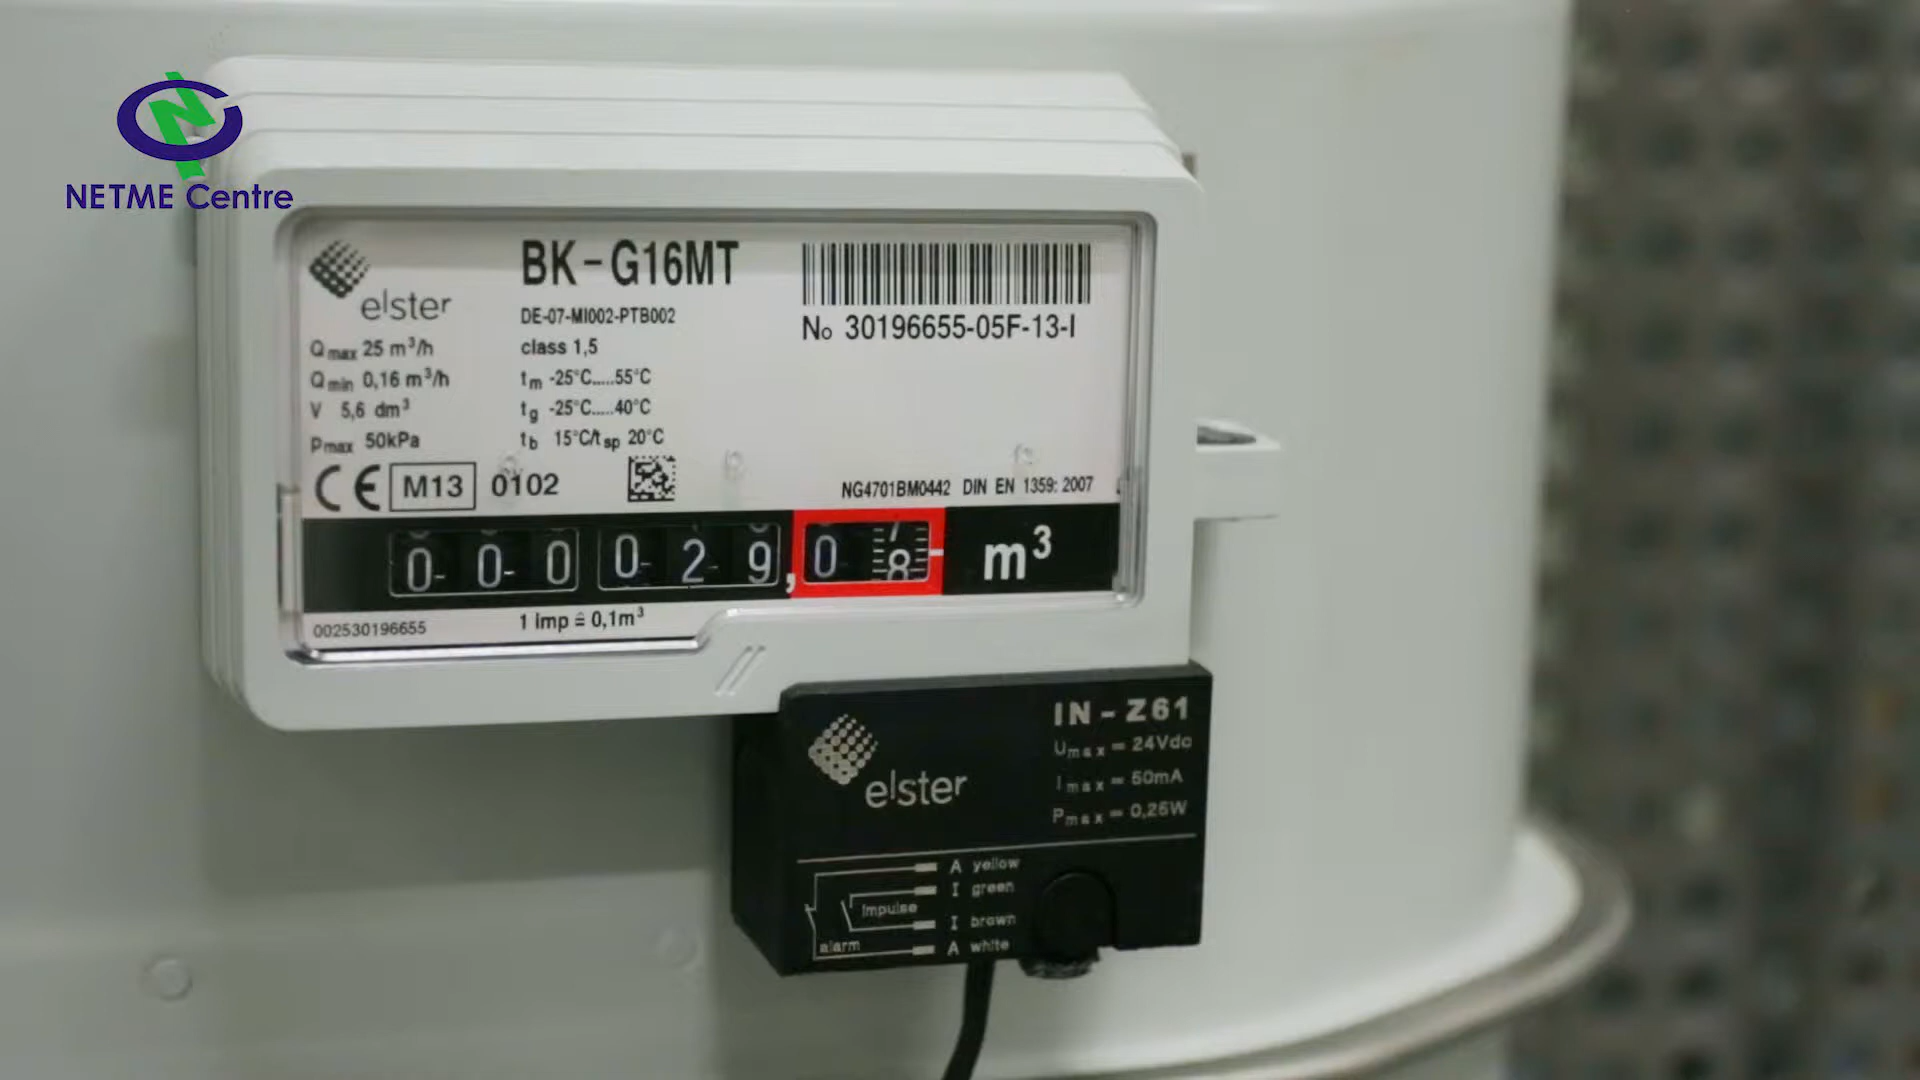 NETME Centre
elster
BK-G16MT
DE-07-MI002-PTB002
class 1,5
No 30196655-05F-13-I
Qmax 25 m³/h
Qmin 0,16 m³/h
V 5,6 dm³
pmax 50kPa
tm -25°C.....55°C
tg -25°C.....40°C
tb 15°C/tsp 20°C
CE M13 0102
NG4701BM0442 DIN EN 1359: 2007
0 0 0 0 2 9 , 0 8 m³
7
002530196655
1 Imp ≙ 0,1m³
elster
IN-Z61
Umax = 24Vdc
Imax = 50mA
Pmax = 0,25W
A yellow
I green
Impulse
I brown
alarm
A white